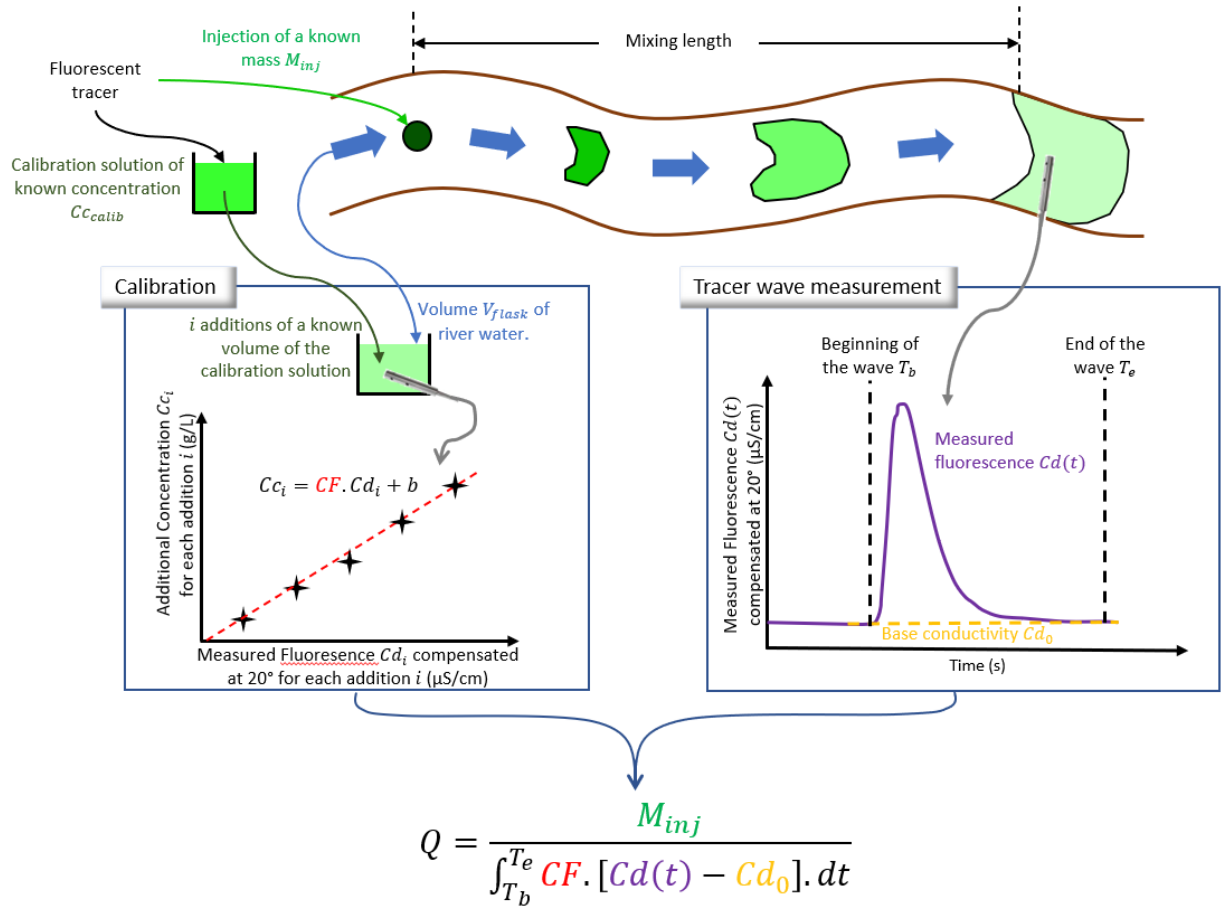 Injection of a known
mass M_inj
Mixing length
Fluorescent
tracer
Calibration solution of
known concentration
Cc_calib
Calibration
i additions of a known
volume of the
calibration solution
Volume V_flask of
river water.
Additional Concentration Cc_i
for each addition i (g/L)
Cc_i = CF.Cd_i + b
Measured Fluoresence Cd_i compensated
at 20° for each addition i (µS/cm)
Tracer wave measurement
Beginning of
the wave T_b
End of the
wave T_e
Measured Fluorescence Cd(t)
compensated at 20° (µS/cm)
Measured
fluorescence Cd(t)
Base conductivity Cd_0
Time (s)
Q = M_inj / ∫_{T_b}^{T_e} CF.[Cd(t) − Cd_0].dt